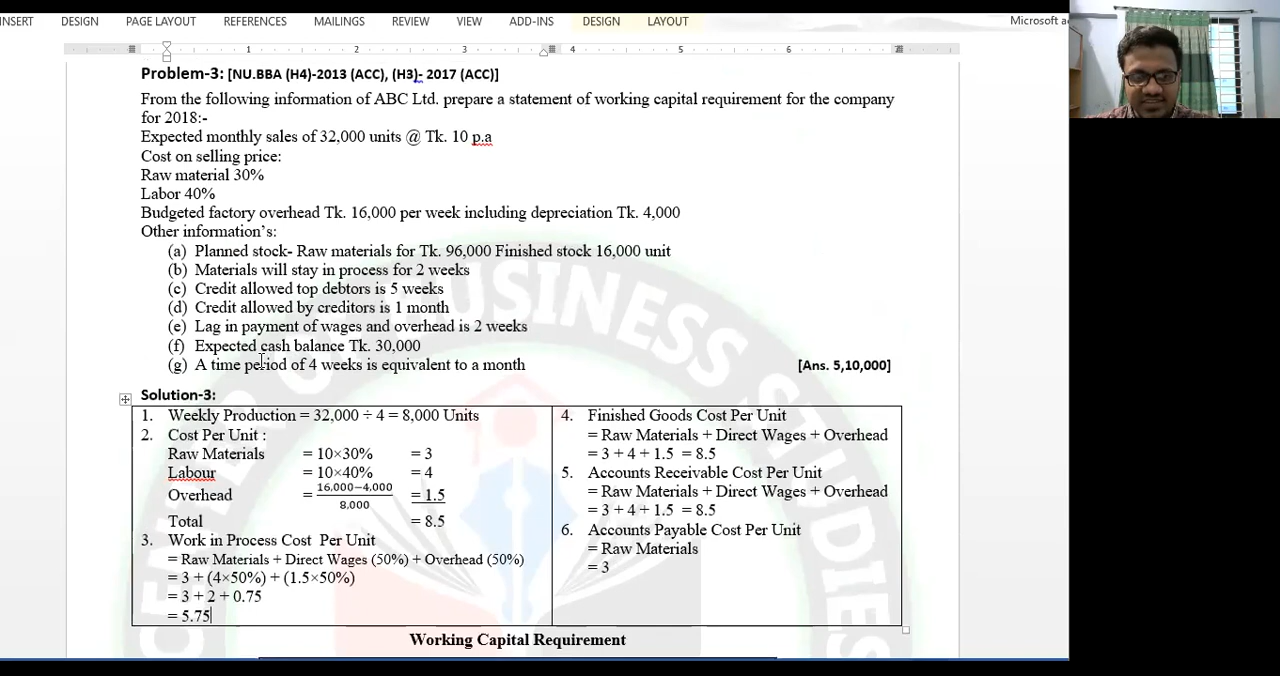 INSERT DESIGN PAGE LAYOUT REFERENCES MAILINGS REVIEW VIEW ADD-INS DESIGN LAYOUT Microsoft ac
1 2 3 4 5 6
Problem-3: [NU.BBA (H4)-2013 (ACC), (H3)- 2017 (ACC)]
From the following information of ABC Ltd. prepare a statement of working capital requirement for the company
for 2018:-
Expected monthly sales of 32,000 units @ Tk. 10 p.a
Cost on selling price:
Raw material 30%
Labor 40%
Budgeted factory overhead Tk. 16,000 per week including depreciation Tk. 4,000
Other information's:
(a) Planned stock- Raw materials for Tk. 96,000 Finished stock 16,000 unit
(b) Materials will stay in process for 2 weeks
(c) Credit allowed top debtors is 5 weeks
(d) Credit allowed by creditors is 1 month
(e) Lag in payment of wages and overhead is 2 weeks
(f) Expected cash balance Tk. 30,000
(g) A time period of 4 weeks is equivalent to a month [Ans. 5,10,000]
Solution-3:
1. Weekly Production = 32,000 ÷ 4 = 8,000 Units
2. Cost Per Unit :
Raw Materials = 10×30% = 3
Labour = 10×40% = 4
Overhead = 16,000−4,000 / 8,000 = 1.5
Total = 8.5
3. Work in Process Cost Per Unit
= Raw Materials + Direct Wages (50%) + Overhead (50%)
= 3 + (4×50%) + (1.5×50%)
= 3 + 2 + 0.75
= 5.75
4. Finished Goods Cost Per Unit
= Raw Materials + Direct Wages + Overhead
= 3 + 4 + 1.5 = 8.5
5. Accounts Receivable Cost Per Unit
= Raw Materials + Direct Wages + Overhead
= 3 + 4 + 1.5 = 8.5
6. Accounts Payable Cost Per Unit
= Raw Materials
= 3
Working Capital Requirement
BUSINESS STUDIES